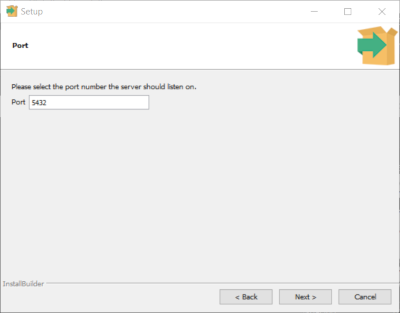 Setup
Port
Please select the port number the server should listen on.
Port 5432
InstallBuilder
< Back Next > Cancel